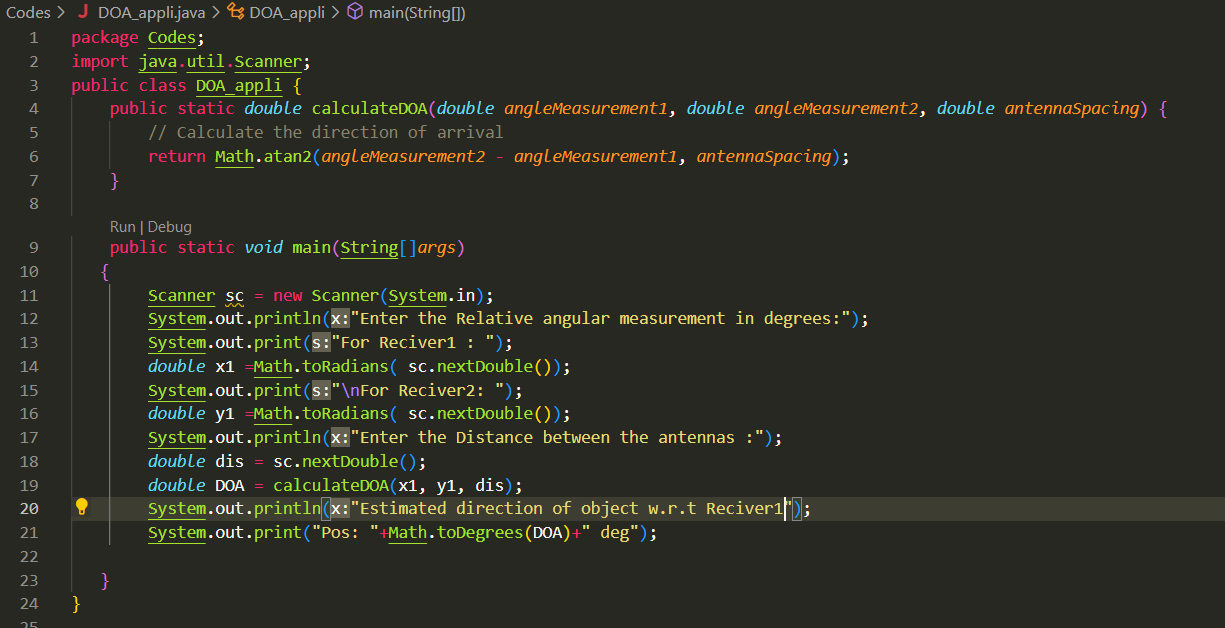 Codes > J DOA_appli.java > DOA_appli > main(String[])
1 package Codes;
2 import java.util.Scanner;
3 public class DOA_appli {
4 public static double calculateDOA(double angleMeasurement1, double angleMeasurement2, double antennaSpacing) {
5 // Calculate the direction of arrival
6 return Math.atan2(angleMeasurement2 - angleMeasurement1, antennaSpacing);
7 }
8
Run | Debug
9 public static void main(String[]args)
10 {
11 Scanner sc = new Scanner(System.in);
12 System.out.println(x:"Enter the Relative angular measurement in degrees:");
13 System.out.print(s:"For Reciver1 : ");
14 double x1 =Math.toRadians( sc.nextDouble());
15 System.out.print(s:"\nFor Reciver2: ");
16 double y1 =Math.toRadians( sc.nextDouble());
17 System.out.println(x:"Enter the Distance between the antennas :");
18 double dis = sc.nextDouble();
19 double DOA = calculateDOA(x1, y1, dis);
20 System.out.println(x:"Estimated direction of object w.r.t Reciver1");
21 System.out.print("Pos: "+Math.toDegrees(DOA)+" deg");
22
23 }
24 }
25